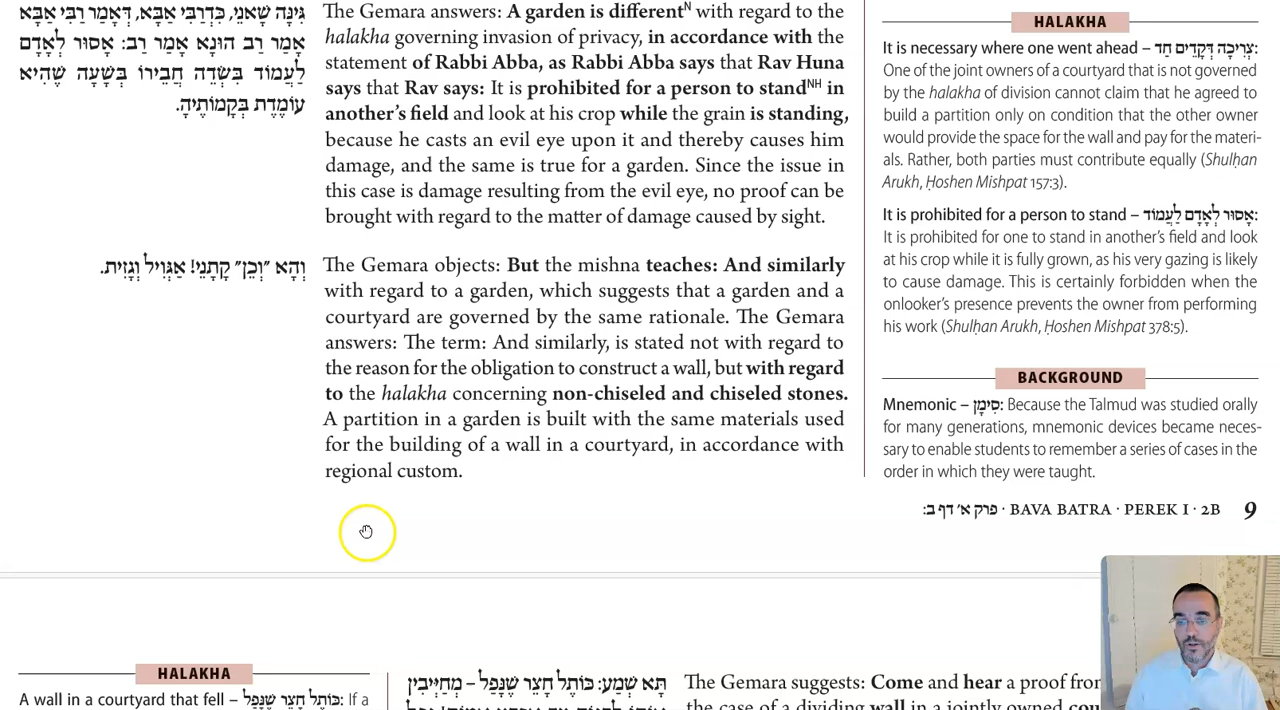 גִּינָּה שָׁאנֵי, כִּדְרַבִּי אַבָּא, דְּאָמַר רַבִּי אַבָּא
אָמַר רַב הוּנָא אָמַר רַב: אָסוּר לְאָדָם
לַעֲמוֹד בִּשְׂדֵה חֲבֵירוֹ בְּשָׁעָה שֶׁהִיא
עוֹמֶדֶת בְּקָמוֹתֶיהָ.
The Gemara answers: A garden is differentN with regard to the
halakha governing invasion of privacy, in accordance with the
statement of Rabbi Abba, as Rabbi Abba says that Rav Huna
says that Rav says: It is prohibited for a person to standNH in
another's field and look at his crop while the grain is standing,
because he casts an evil eye upon it and thereby causes him
damage, and the same is true for a garden. Since the issue in
this case is damage resulting from the evil eye, no proof can be
brought with regard to the matter of damage caused by sight.
וְהָא ״וְכֵן״ קָתָנֵי! אַגְּוִיל וְגָזִית.
The Gemara objects: But the mishna teaches: And similarly
with regard to a garden, which suggests that a garden and a
courtyard are governed by the same rationale. The Gemara
answers: The term: And similarly, is stated not with regard to
the reason for the obligation to construct a wall, but with regard
to the halakha concerning non-chiseled and chiseled stones.
A partition in a garden is built with the same materials used
for the building of a wall in a courtyard, in accordance with
regional custom.
HALAKHA
It is necessary where one went ahead – צְרִיכָה דְּקָדֵים חַד:
One of the joint owners of a courtyard that is not governed
by the halakha of division cannot claim that he agreed to
build a partition only on condition that the other owner
would provide the space for the wall and pay for the materi-
als. Rather, both parties must contribute equally (Shulḥan
Arukh, Ḥoshen Mishpat 157:3).
It is prohibited for a person to stand – אָסוּר לְאָדָם לַעֲמוֹד:
It is prohibited for one to stand in another's field and look
at his crop while it is fully grown, as his very gazing is likely
to cause damage. This is certainly forbidden when the
onlooker's presence prevents the owner from performing
his work (Shulḥan Arukh, Ḥoshen Mishpat 378:5).
BACKGROUND
Mnemonic – סִימָן: Because the Talmud was studied orally
for many generations, mnemonic devices became neces-
sary to enable students to remember a series of cases in the
order in which they were taught.
פרק א׳ דף ב: · BAVA BATRA · PEREK I · 2B 9
HALAKHA
A wall in a courtyard that fell – כּוֹתֶל חָצֵר שֶׁנָּפַל: If a
תָּא שְׁמַע: כּוֹתֶל חָצֵר שֶׁנָּפַל – מְחַיְּיבִין
The Gemara suggests: Come and hear a proof from
the case of a dividing wall in a jointly owned